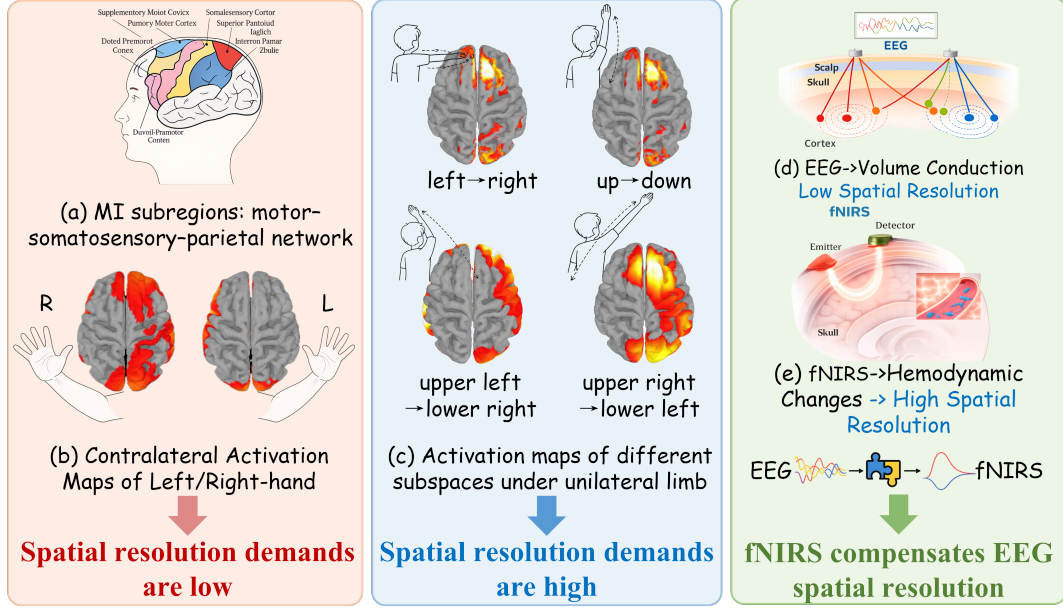 Supplementary Moiot Covicx
Pumory Moter Cortex
Doted Premorot
Conex
Somalesensory Cortor
Superior Pantoiud
Iaglich
Interron Pamar
Zbulie
Duvoil-Pramotor
Conten
(a) MI subregions: motor–
somatosensory–parietal network
R
L
(b) Contralateral Activation
Maps of Left/Right-hand
Spatial resolution demands
are low
left→right
up→down
upper left
→lower right
upper right
→lower left
(c) Activation maps of different
subspaces under unilateral limb
Spatial resolution demands
are high
EEG
Scalp
Skull
Cortex
(d) EEG->Volume Conduction
Low Spatial Resolution
fNIRS
Detector
Emitter
Skull
(e) fNIRS->Hemodynamic
Changes -> High Spatial
Resolution
EEG
fNIRS
fNIRS compensates EEG
spatial resolution